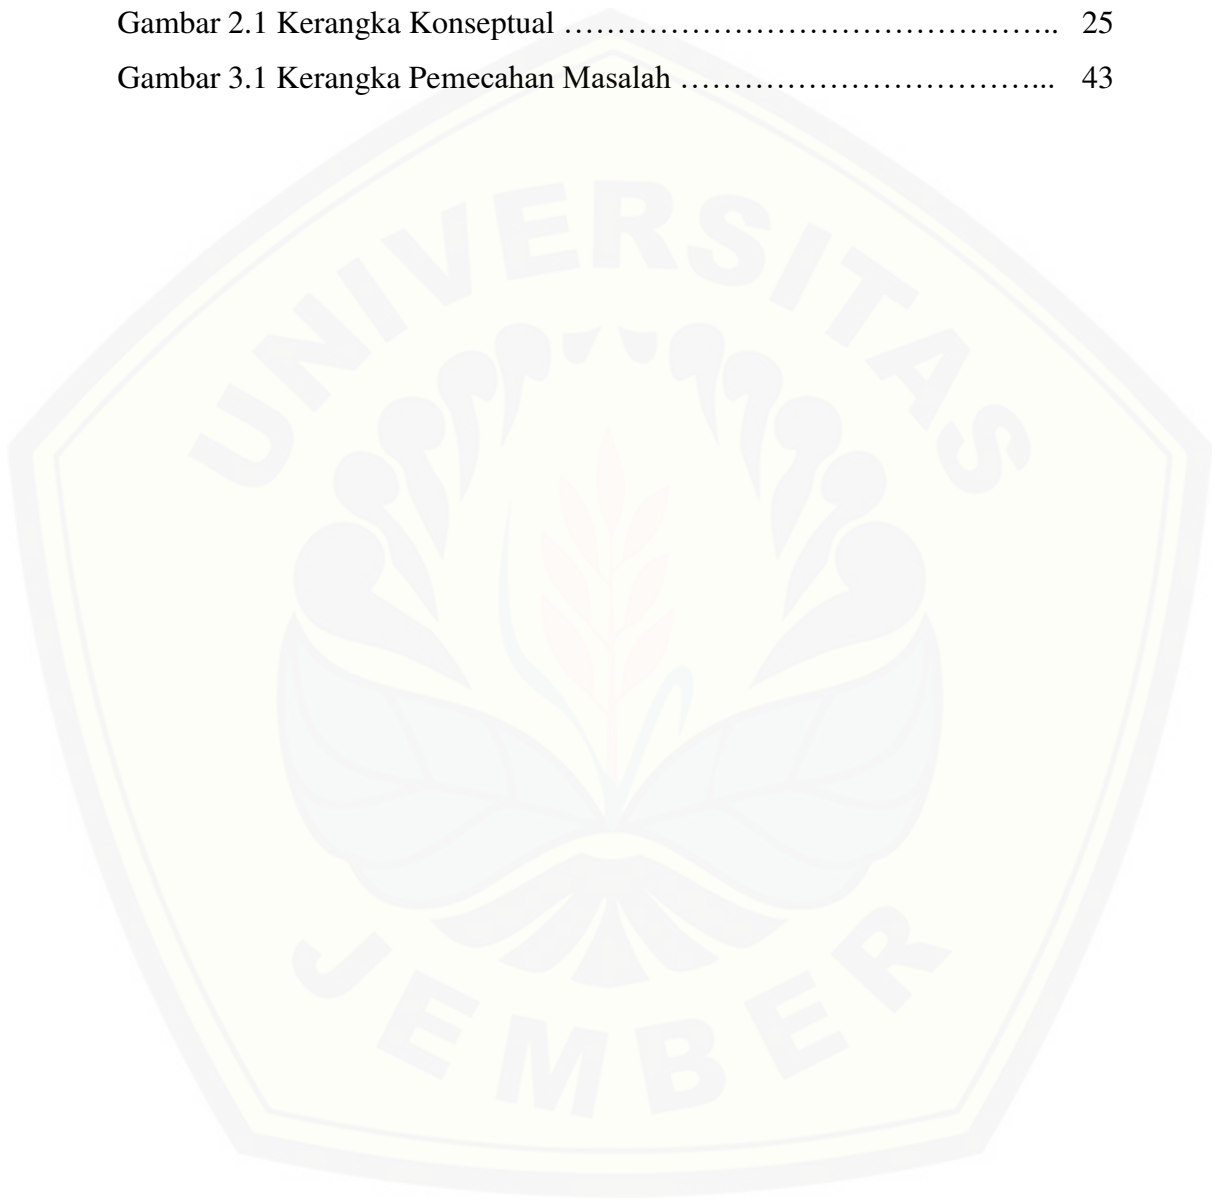 Gambar 2.1 Kerangka Konseptual ……………………………………….. 25
Gambar 3.1 Kerangka Pemecahan Masalah ……………………………... 43
UNIVERSITAS
JEMBER